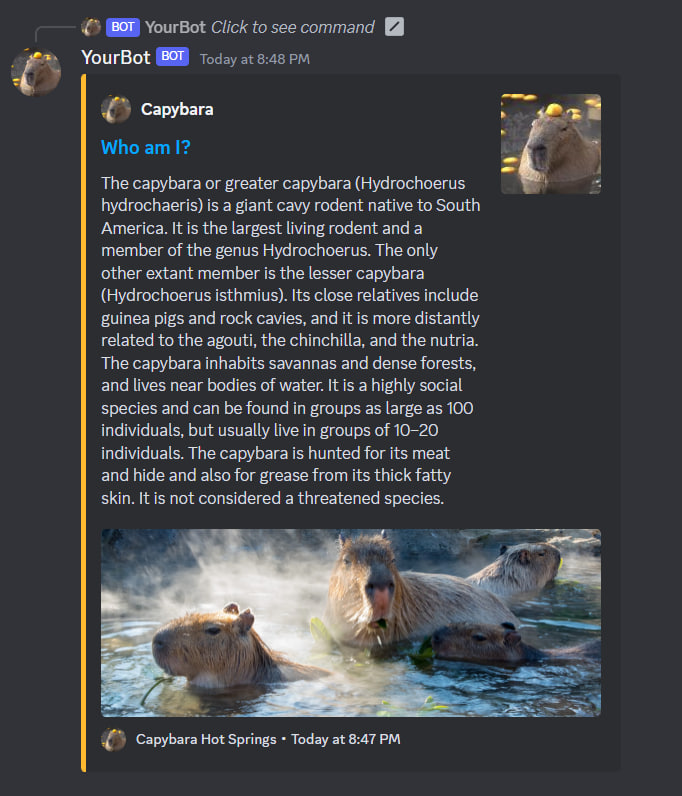 BOT YourBot Click to see command
YourBot BOT Today at 8:48 PM
Capybara
Who am I?
The capybara or greater capybara (Hydrochoerus
hydrochaeris) is a giant cavy rodent native to South
America. It is the largest living rodent and a
member of the genus Hydrochoerus. The only
other extant member is the lesser capybara
(Hydrochoerus isthmius). Its close relatives include
guinea pigs and rock cavies, and it is more distantly
related to the agouti, the chinchilla, and the nutria.
The capybara inhabits savannas and dense forests,
and lives near bodies of water. It is a highly social
species and can be found in groups as large as 100
individuals, but usually live in groups of 10–20
individuals. The capybara is hunted for its meat
and hide and also for grease from its thick fatty
skin. It is not considered a threatened species.
Capybara Hot Springs • Today at 8:47 PM